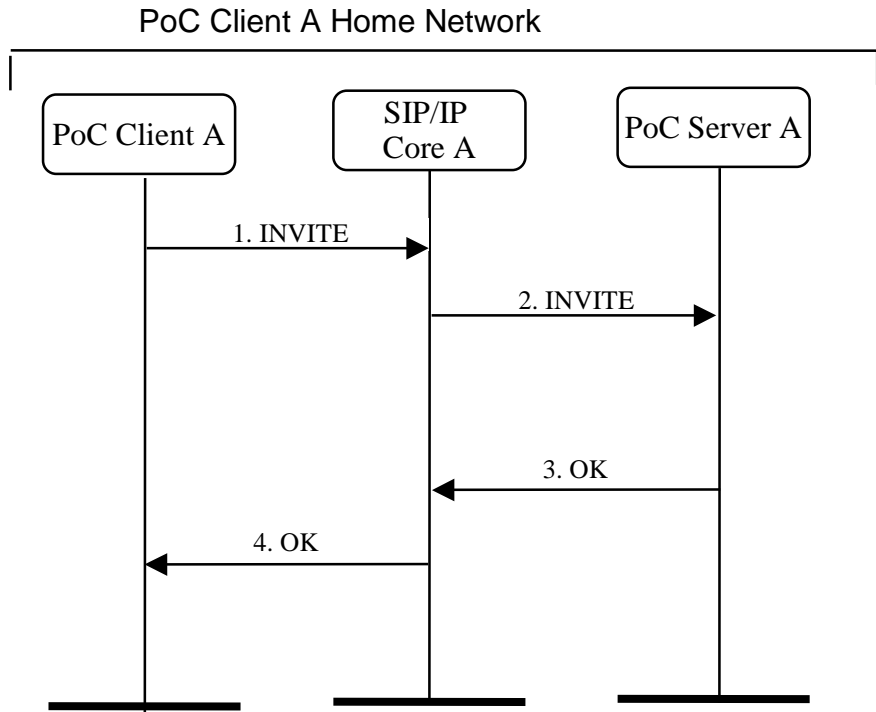 PoC Client A Home Network
PoC Client A
SIP/IP
Core A
PoC Server A
1. INVITE
2. INVITE
3. OK
4. OK